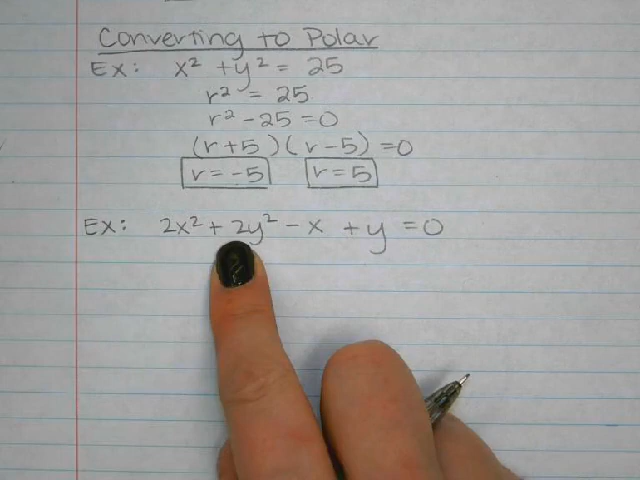 Converting to Polar
Ex: x² + y² = 25
r² = 25
r² - 25 = 0
(r+5)(r-5) = 0
r = -5 r = 5
Ex: 2x² + 2y² - x + y = 0